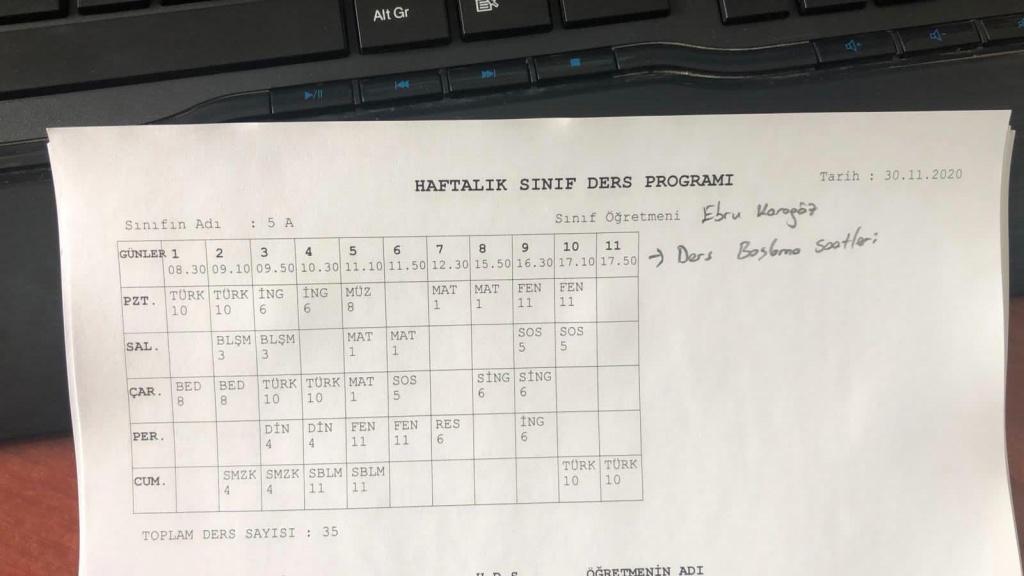 Alt Gr
HAFTALIK SINIF DERS PROGRAMI
Tarih : 30.11.2020
Sınıfın Adı : 5 A
Sınıf Öğretmeni Ebru Karagöz
→ Ders Başlama Saatleri
GÜNLER 1 2 3 4 5 6 7 8 9 10 11
08.30 09.10 09.50 10.30 11.10 11.50 12.30 15.50 16.30 17.10 17.50
PZT. TÜRK TÜRK İNG İNG MÜZ MAT MAT FEN FEN
10 10 6 6 8 1 1 11 11
SAL. BLŞM BLŞM MAT MAT SOS SOS
3 3 1 1 5 5
ÇAR. BED BED TÜRK TÜRK MAT SOS SİNG SİNG
8 8 10 10 1 5 6 6
PER. DİN DİN FEN FEN RES İNG
4 4 11 11 6 6
CUM. SMZK SMZK SBLM SBLM TÜRK TÜRK
4 4 11 11 10 10
TOPLAM DERS SAYISI : 35
ÖĞRETMENİN ADI